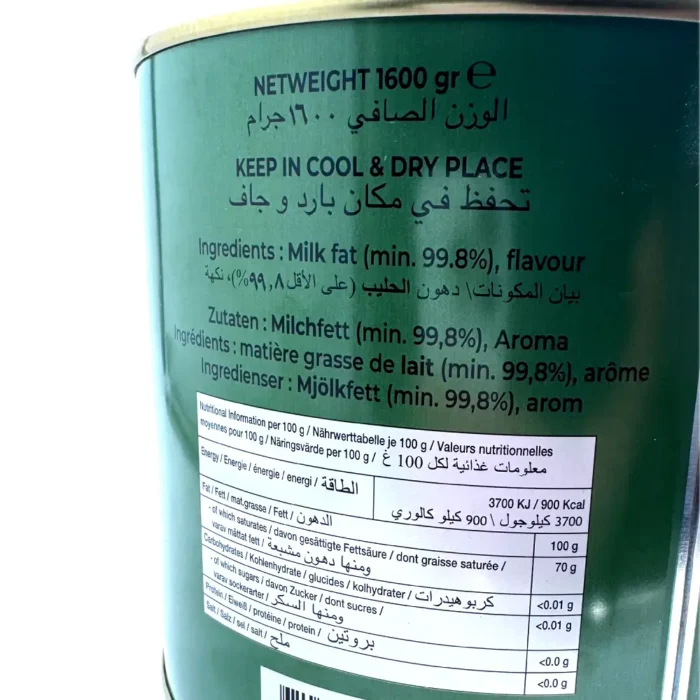 NETWEIGHT 1600 gr ℮
الوزن الصافي ١٦٠٠ جرام
KEEP IN COOL & DRY PLACE
تحفظ في مكان بارد و جاف
Ingredients : Milk fat (min. 99.8%), flavour
بيان المكونات\ دهون الحليب (على الأقل ٩٩,٨%)، نكهة
Zutaten : Milchfett (min. 99,8%), Aroma
Ingrédients : matière grasse de lait (min. 99,8%), arôme
Ingredienser : Mjölkfett (min. 99,8%), arom
Nutritional Information per 100 g / Nährwerttabelle je 100 g / Valeurs nutritionnelles
moyennes pour 100 g / Näringsvärde per 100 g / معلومات غذائية لكل 100 غ
Energy / Energie / énergie / energi / الطاقة
3700 KJ / 900 Kcal
3700 كيلوجول \ 900 كيلو كالوري
Fat / Fett / mat.grasse / Fett / الدهون
100 g
- of which saturates / davon gesättigte Fettsäure / dont graisse saturée /
varav mättat fett / ومنها دهون مشبعة
70 g
Carbohydrates / Kohlenhydrate / glucides / kolhydrater / كربوهيدرات
<0.01 g
- of which sugars / davon Zucker / dont sucres /
varav sockerarter / ومنها السكر
<0.01 g
Protein / Eiweß / protéine / protein / بروتين
<0.0 g
Salt / Salz / sel / salt / ملح
<0.0 g